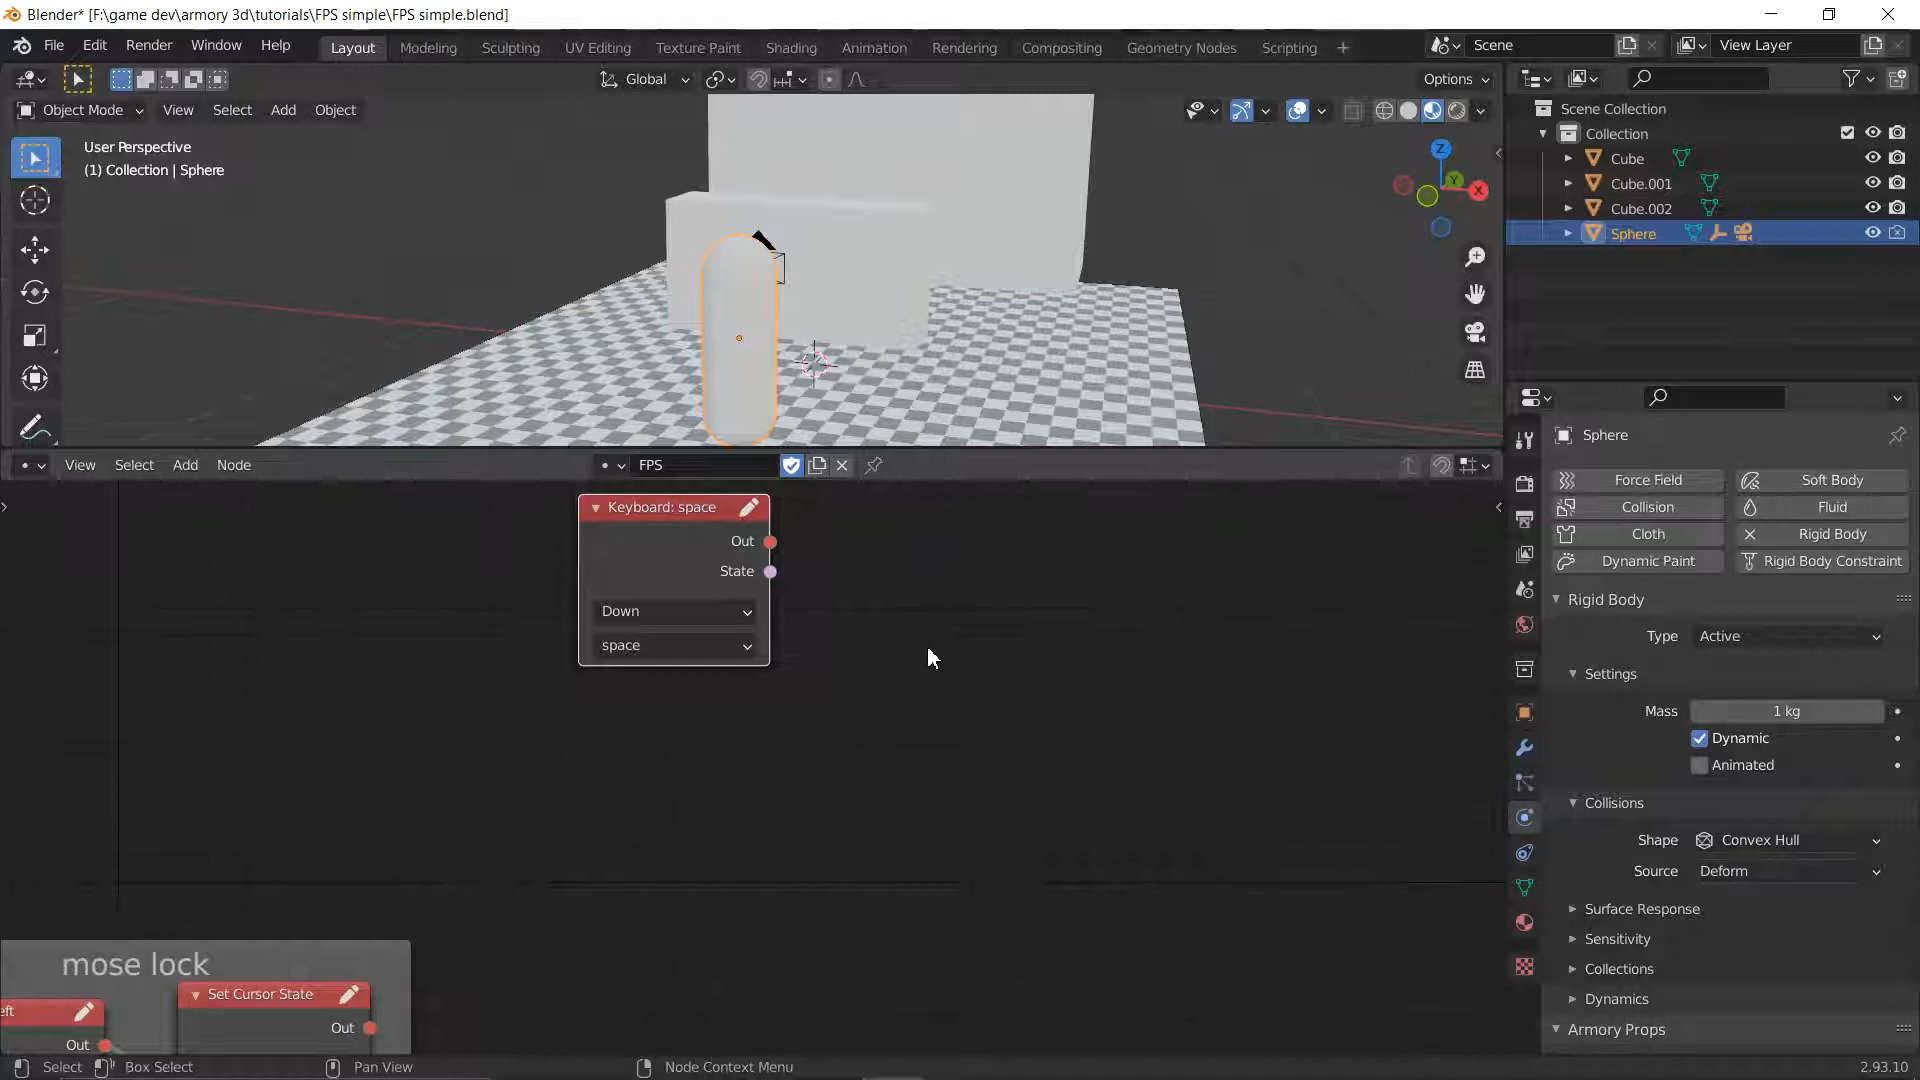 Blender* [F:\game dev\armory 3d\tutorials\FPS simple\FPS simple.blend]
File Edit Render Window Help
Layout Modeling Sculpting UV Editing Texture Paint Shading Animation Rendering Compositing Geometry Nodes Scripting
Scene
View Layer
Global
Options
Object Mode View Select Add Object
User Perspective
(1) Collection | Sphere
Z
Y
X
Scene Collection
Collection
Cube
Cube.001
Cube.002
Sphere
View Select Add Node
FPS
Keyboard: space
Out
State
Down
space
mose lock
eft
Out
Set Cursor State
Out
Sphere
Force Field
Soft Body
Collision
Fluid
Cloth
Rigid Body
Dynamic Paint
Rigid Body Constraint
Rigid Body
Type Active
Settings
Mass 1 kg
Dynamic
Animated
Collisions
Shape Convex Hull
Source Deform
Surface Response
Sensitivity
Collections
Dynamics
Armory Props
Select Box Select Pan View Node Context Menu
2.93.10